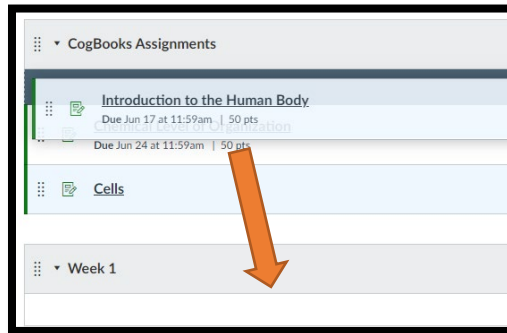 CogBooks Assignments
Introduction to the Human Body
Due Jun 17 at 11:59am | 50 pts
Chemical Level of Organization
Due Jun 24 at 11:59am | 50 pts
Cells
Week 1